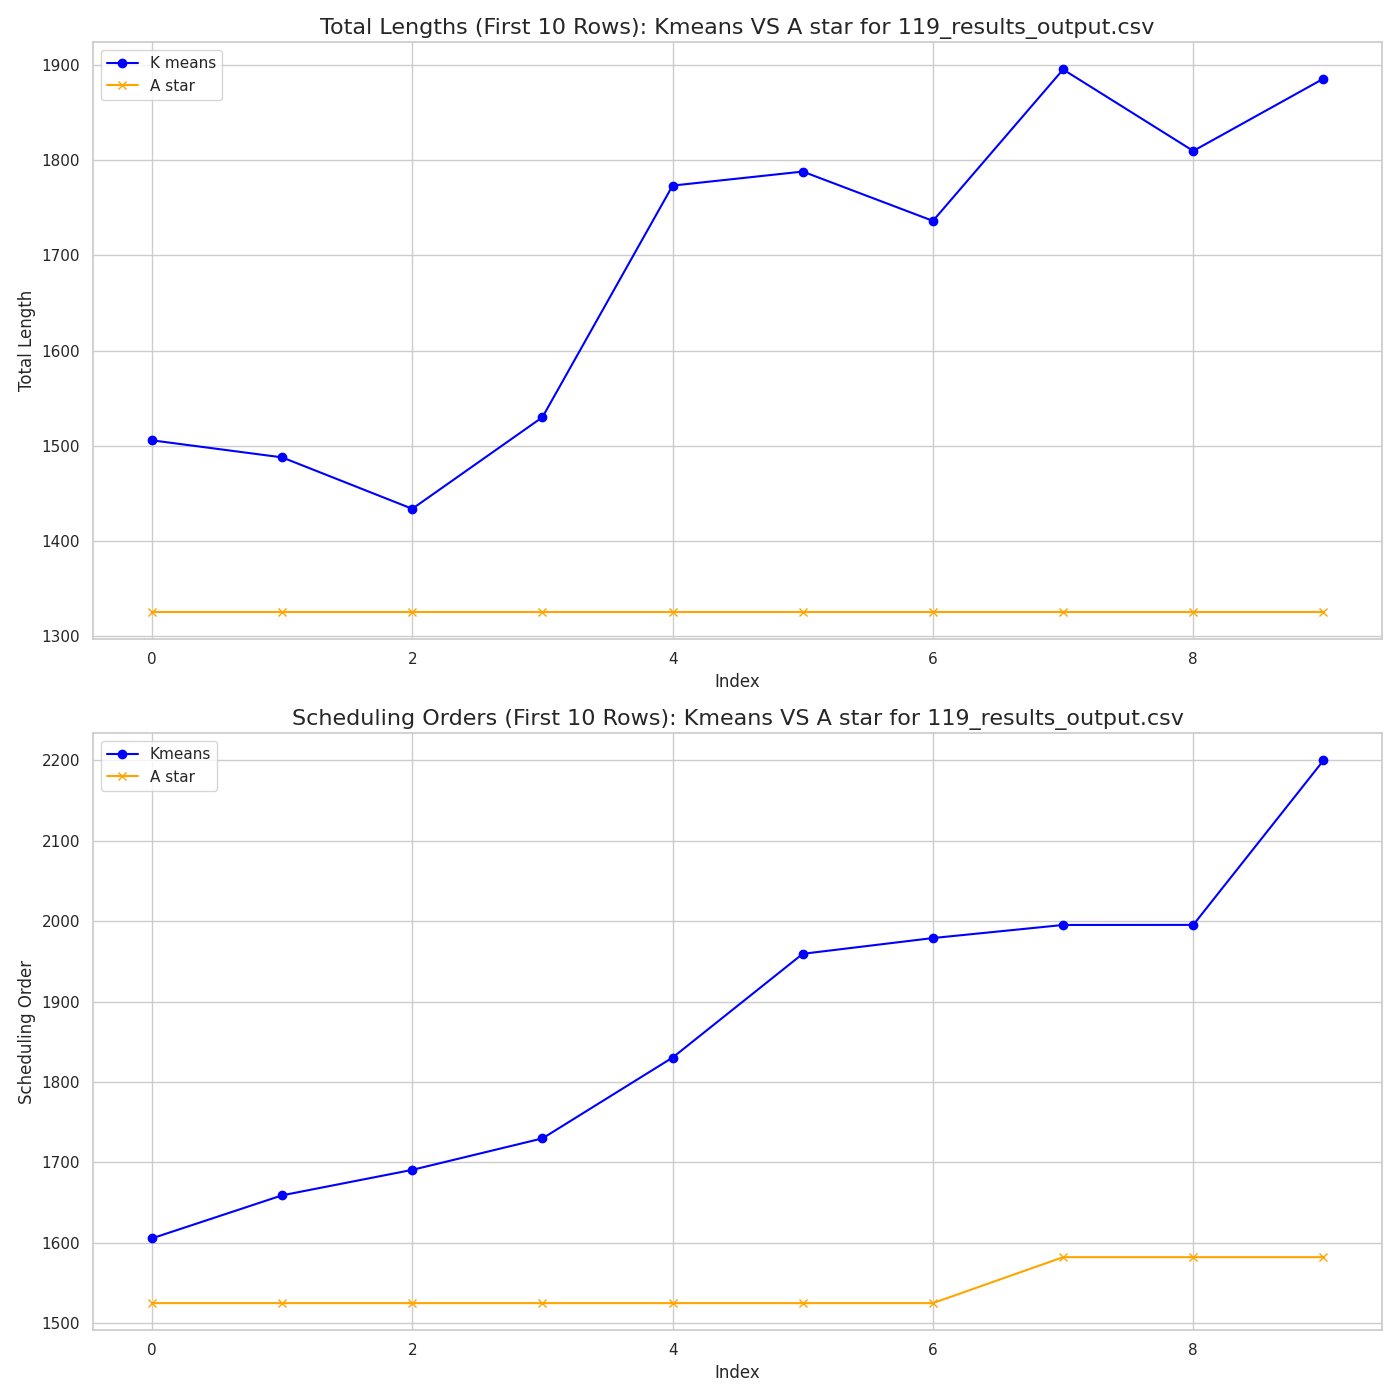 Total Lengths (First 10 Rows): Kmeans VS A star for 119_results_output.csv
K means
A star
1900
1800
1700
1600
1500
1400
1300
Total Length
0 2 4 6 8
Index
Scheduling Orders (First 10 Rows): Kmeans VS A star for 119_results_output.csv
Kmeans
A star
2200
2100
2000
1900
1800
1700
1600
1500
Scheduling Order
0 2 4 6 8
Index